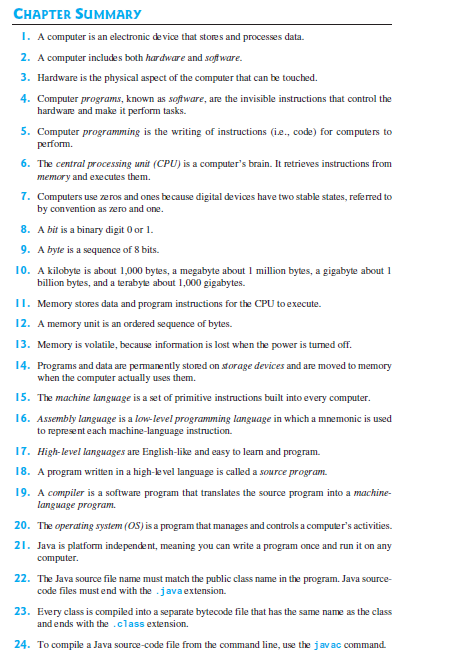 CHAPTER SUMMARY
1. A computer is an electronic device that stores and processes data.
2. A computer includes both hardware and software.
3. Hardware is the physical aspect of the computer that can be touched.
4. Computer programs, known as software, are the invisible instructions that control the
hardware and make it perform tasks.
5. Computer programming is the writing of instructions (i.e., code) for computers to
perform.
6. The central processing unit (CPU) is a computer's brain. It retrieves instructions from
memory and executes them.
7. Computers use zeros and ones because digital devices have two stable states, referred to
by convention as zero and one.
8. A bit is a binary digit 0 or 1.
9. A byte is a sequence of 8 bits.
10. A kilobyte is about 1,000 bytes, a megabyte about 1 million bytes, a gigabyte about 1
billion bytes, and a terabyte about 1,000 gigabytes.
11. Memory stores data and program instructions for the CPU to execute.
12. A memory unit is an ordered sequence of bytes.
13. Memory is volatile, because information is lost when the power is turned off.
14. Programs and data are permanently stored on storage devices and are moved to memory
when the computer actually uses them.
15. The machine language is a set of primitive instructions built into every computer.
16. Assembly language is a low-level programming language in which a mnemonic is used
to represent each machine-language instruction.
17. High-level languages are English-like and easy to learn and program.
18. A program written in a high-level language is called a source program.
19. A compiler is a software program that translates the source program into a machine-
language program.
20. The operating system (OS) is a program that manages and controls a computer's activities.
21. Java is platform independent, meaning you can write a program once and run it on any
computer.
22. The Java source file name must match the public class name in the program. Java source-
code files must end with the .java extension.
23. Every class is compiled into a separate bytecode file that has the same name as the class
and ends with the .class extension.
24. To compile a Java source-code file from the command line, use the javac command.